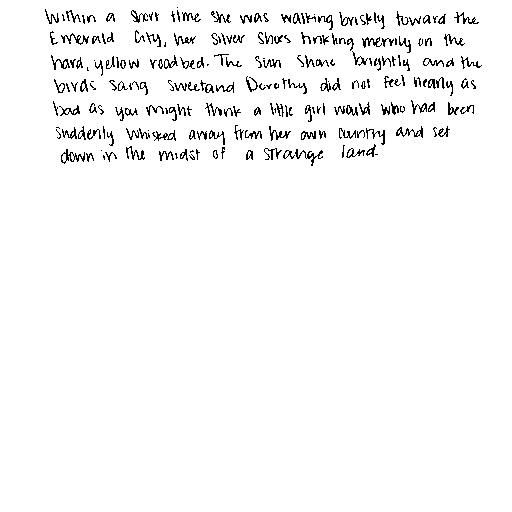 Within a short time she was walking briskly toward the
Emerald City, her Silver Shoes tinkling merrily on the
hard, yellow roadbed. The Sun Shone brightly and the
birds sang sweetand Dorothy did not feel nearly as
bad as you might think a little girl would who had been
suddenly whisked away from her own country and set
down in the midst of a strange land.